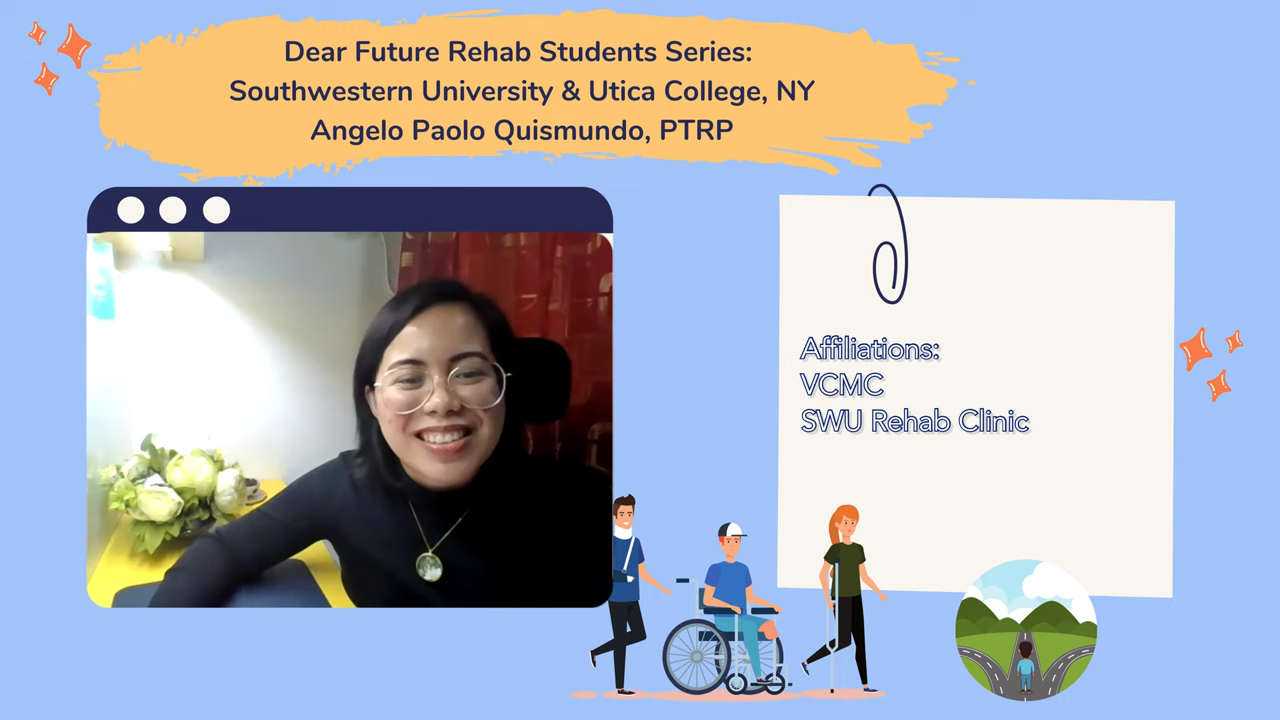 Dear Future Rehab Students Series:
Southwestern University & Utica College, NY
Angelo Paolo Quismundo, PTRP
Affiliations:
VCMC
SWU Rehab Clinic